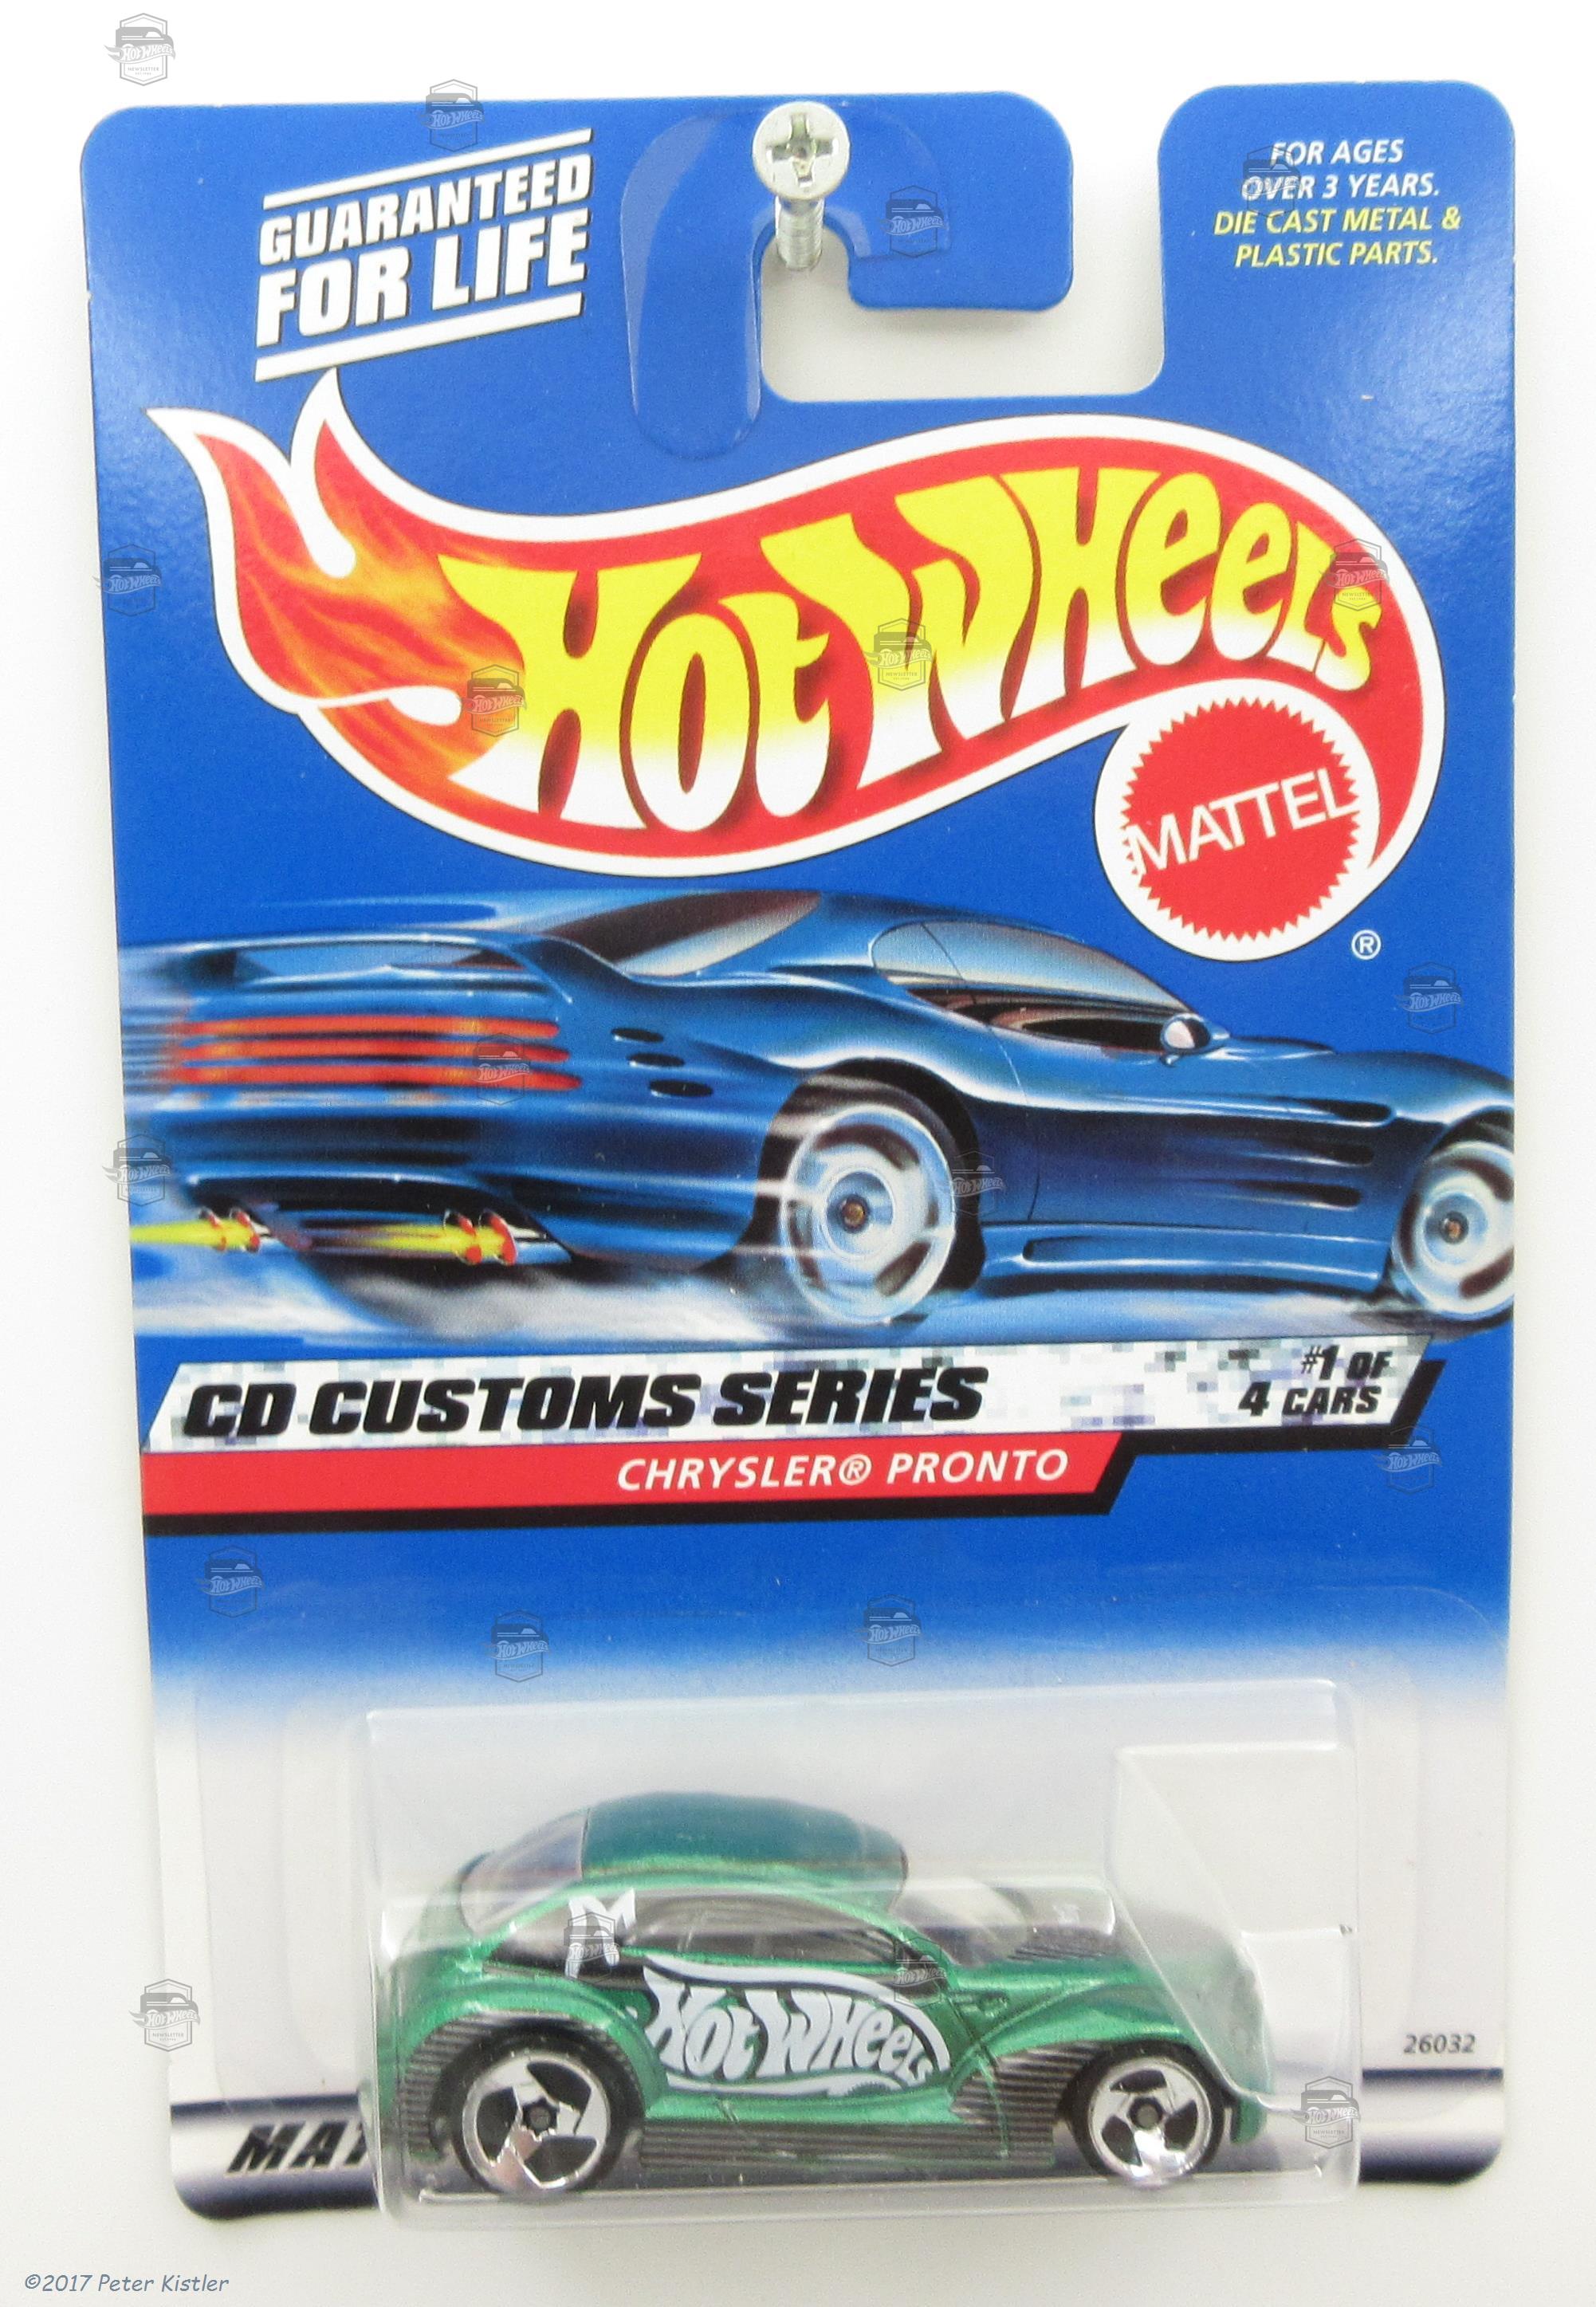 GUARANTEED
FOR LIFE
FOR AGES
OVER 3 YEARS.
DIE CAST METAL &
PLASTIC PARTS.
HOT WHEELS
MATTEL
®
CD CUSTOMS SERIES
#1 OF
4 CARS
CHRYSLER® PRONTO
M
HOT WHEELS
26032
MAT
©2017 Peter Kistler